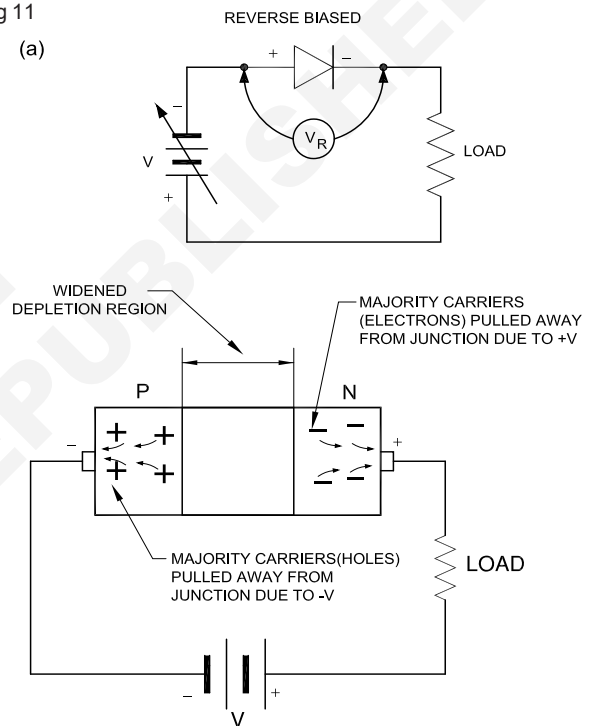 g 11
REVERSE BIASED
(a)
+ −
V_R
−
V
+
LOAD
WIDENED
DEPLETION REGION
MAJORITY CARRIERS
(ELECTRONS) PULLED AWAY
FROM JUNCTION DUE TO +V
P
N
−
+
MAJORITY CARRIERS(HOLES)
PULLED AWAY FROM
JUNCTION DUE TO -V
LOAD
− +
V